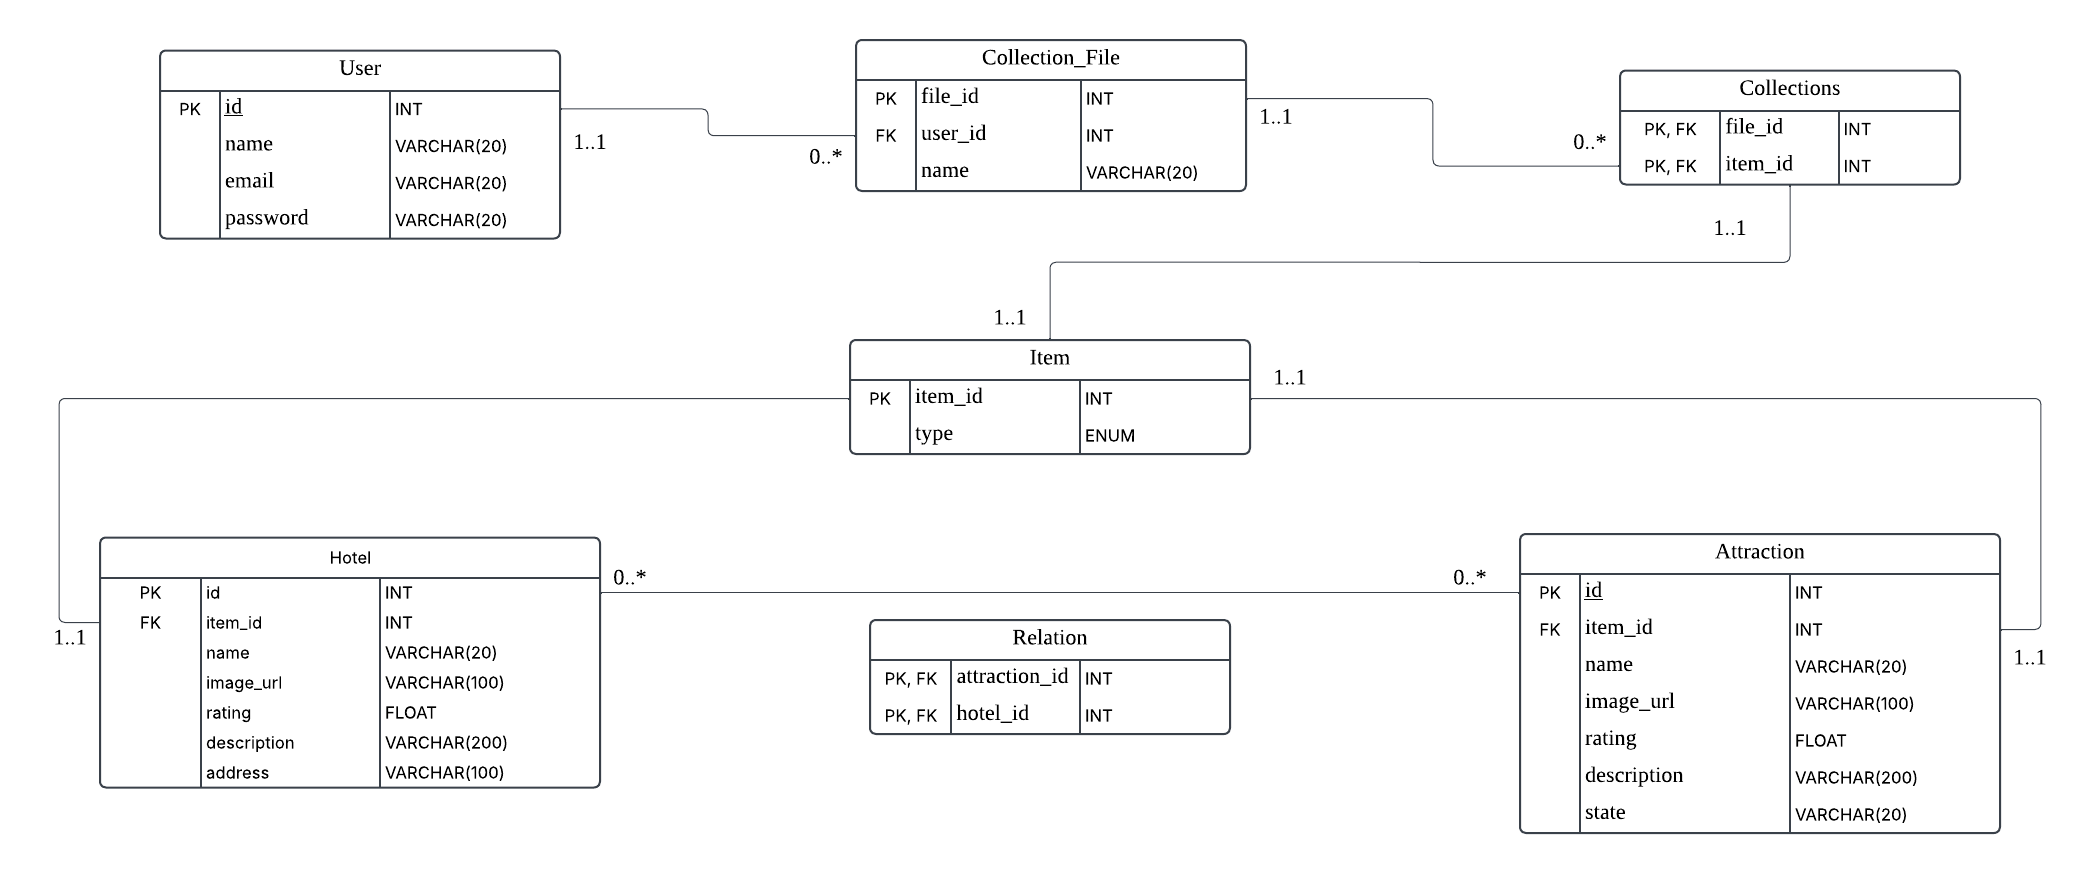 User
PK id INT
name VARCHAR(20)
email VARCHAR(20)
password VARCHAR(20)
1..1
0..*
Collection_File
PK file_id INT
FK user_id INT
name VARCHAR(20)
1..1
0..*
Collections
PK, FK file_id INT
PK, FK item_id INT
1..1
1..1
Item
PK item_id INT
type ENUM
1..1
Hotel
PK id INT
FK item_id INT
name VARCHAR(20)
image_url VARCHAR(100)
rating FLOAT
description VARCHAR(200)
address VARCHAR(100)
1..1
0..*
0..*
Relation
PK, FK attraction_id INT
PK, FK hotel_id INT
Attraction
PK id INT
FK item_id INT
name VARCHAR(20)
image_url VARCHAR(100)
rating FLOAT
description VARCHAR(200)
state VARCHAR(20)
1..1